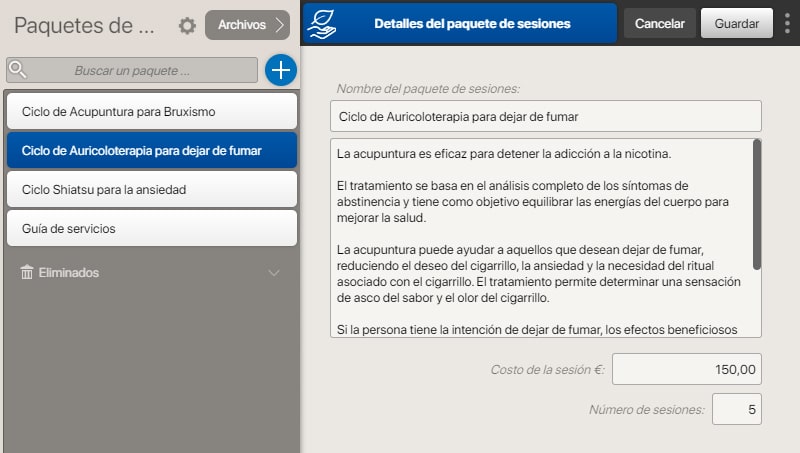 Paquetes de ...
Archivos
Buscar un paquete ...
Ciclo de Acupuntura para Bruxismo
Ciclo de Auricoloterapia para dejar de fumar
Ciclo Shiatsu para la ansiedad
Guía de servicios
Eliminados
Detalles del paquete de sesiones
Cancelar
Guardar
Nombre del paquete de sesiones:
Ciclo de Auricoloterapia para dejar de fumar
La acupuntura es eficaz para detener la adicción a la nicotina.
El tratamiento se basa en el análisis completo de los síntomas de
abstinencia y tiene como objetivo equilibrar las energías del cuerpo para
mejorar la salud.
La acupuntura puede ayudar a aquellos que desean dejar de fumar,
reduciendo el deseo del cigarrillo, la ansiedad y la necesidad del ritual
asociado con el cigarrillo. El tratamiento permite determinar una sensación
de asco del sabor y el olor del cigarrillo.
Si la persona tiene la intención de dejar de fumar, los efectos beneficiosos
Costo de la sesión €:
150,00
Número de sesiones:
5